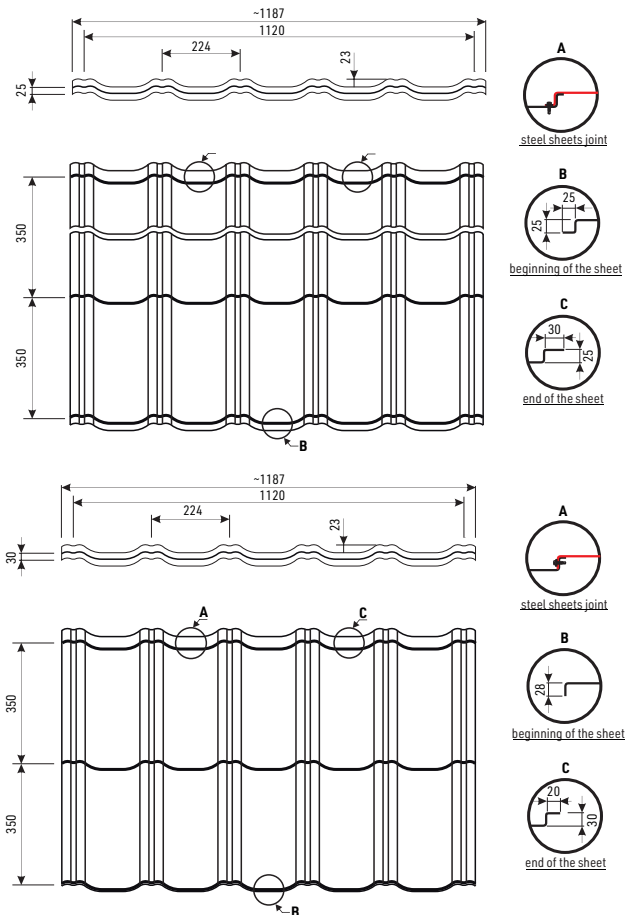 ~1187
1120
224
23
25
A
steel sheets joint
B
25
25
beginning of the sheet
C
30
25
end of the sheet
350
350
B
~1187
1120
224
23
30
A
steel sheets joint
A
C
B
28
beginning of the sheet
C
20
30
end of the sheet
350
350
B